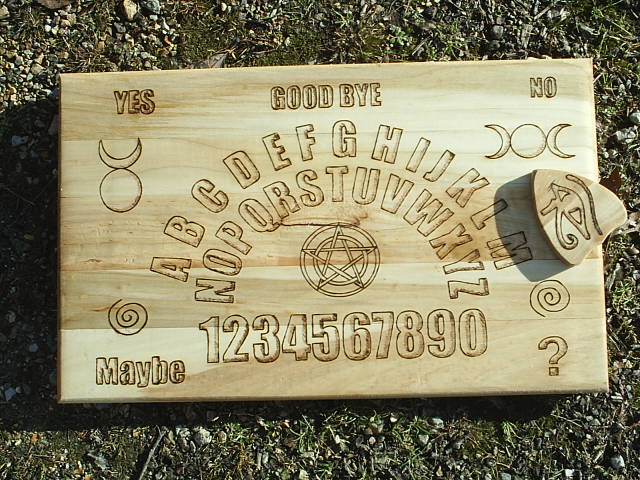 YES GOOD BYE NO
ABCDEFGHIJKLM
NOPQRSTUVWXYZ
1234567890
Maybe ?